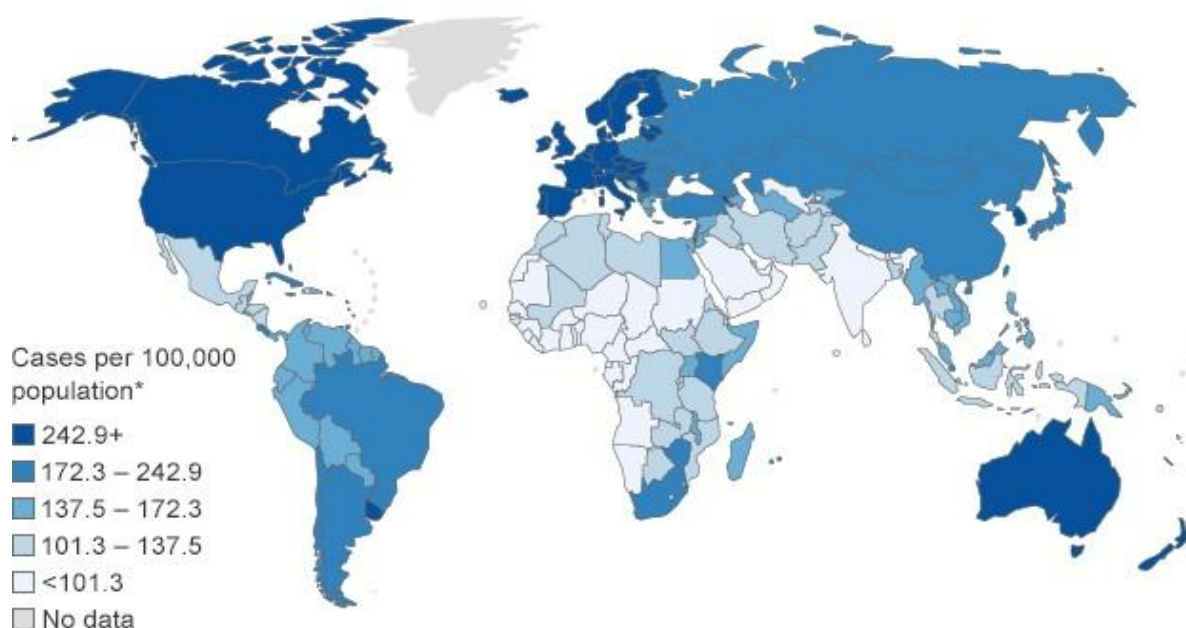 Cases per 100,000
population*
242.9+
172.3 – 242.9
137.5 – 172.3
101.3 – 137.5
<101.3
No data